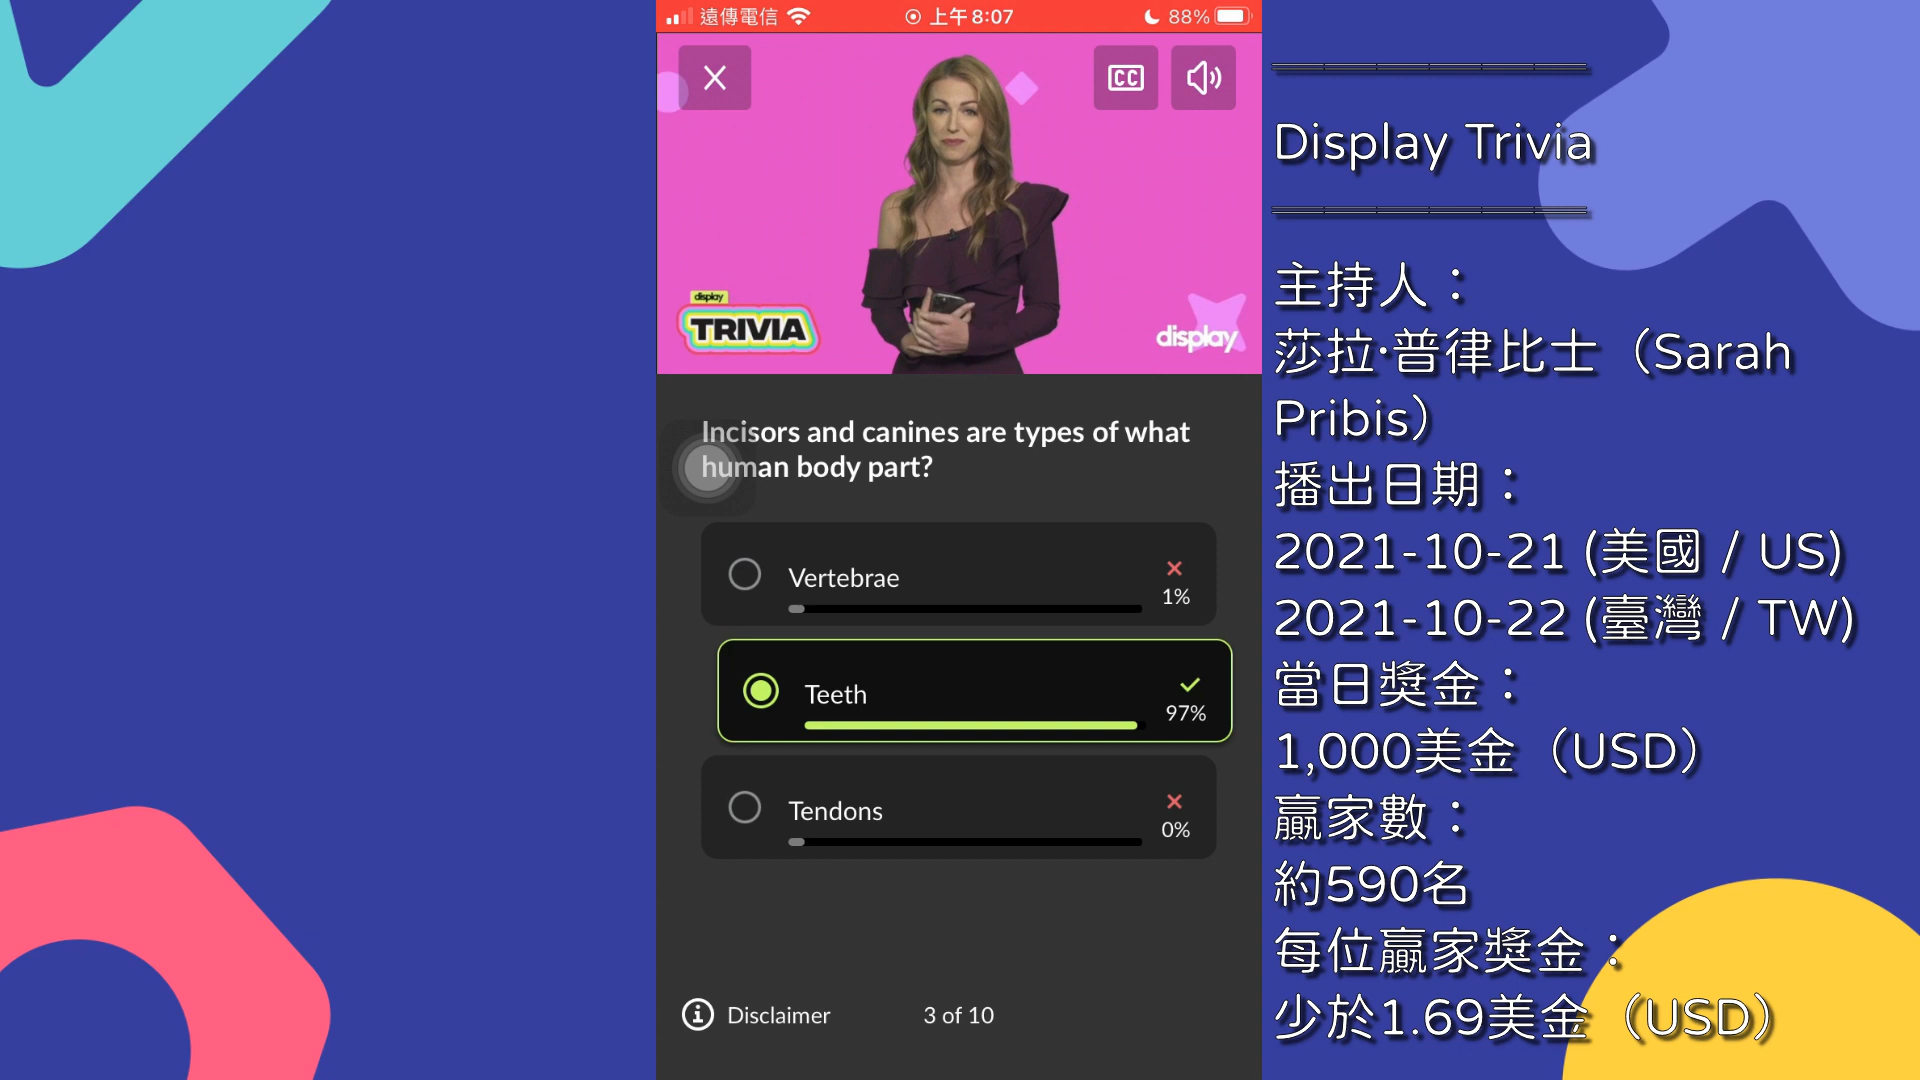 遠傳電信
上午8:07
88%
CC
display
TRIVIA
display
Incisors and canines are types of what
human body part?
Vertebrae
1%
Teeth
97%
Tendons
0%
Disclaimer
3 of 10
Display Trivia
主持人：
莎拉·普律比士（Sarah
Pribis）
播出日期：
2021-10-21 (美國 / US)
2021-10-22 (臺灣 / TW)
當日獎金：
1,000美金（USD）
贏家數：
約590名
每位贏家獎金：
少於1.69美金（USD）